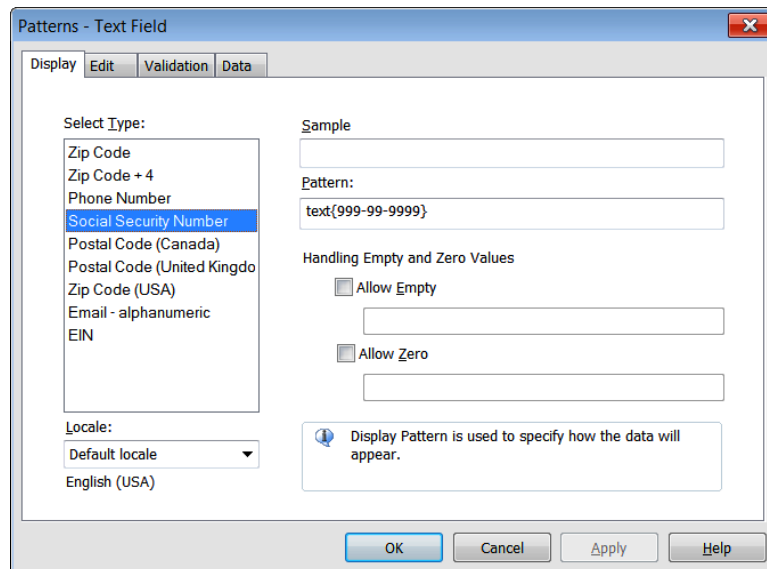 Patterns - Text Field
Display Edit Validation Data
Select Type:
Zip Code
Zip Code + 4
Phone Number
Social Security Number
Postal Code (Canada)
Postal Code (United Kingdo
Zip Code (USA)
Email - alphanumeric
EIN
Locale:
Default locale
English (USA)
Sample
Pattern:
text{999-99-9999}
Handling Empty and Zero Values
Allow Empty
Allow Zero
Display Pattern is used to specify how the data will
appear.
OK Cancel Apply Help